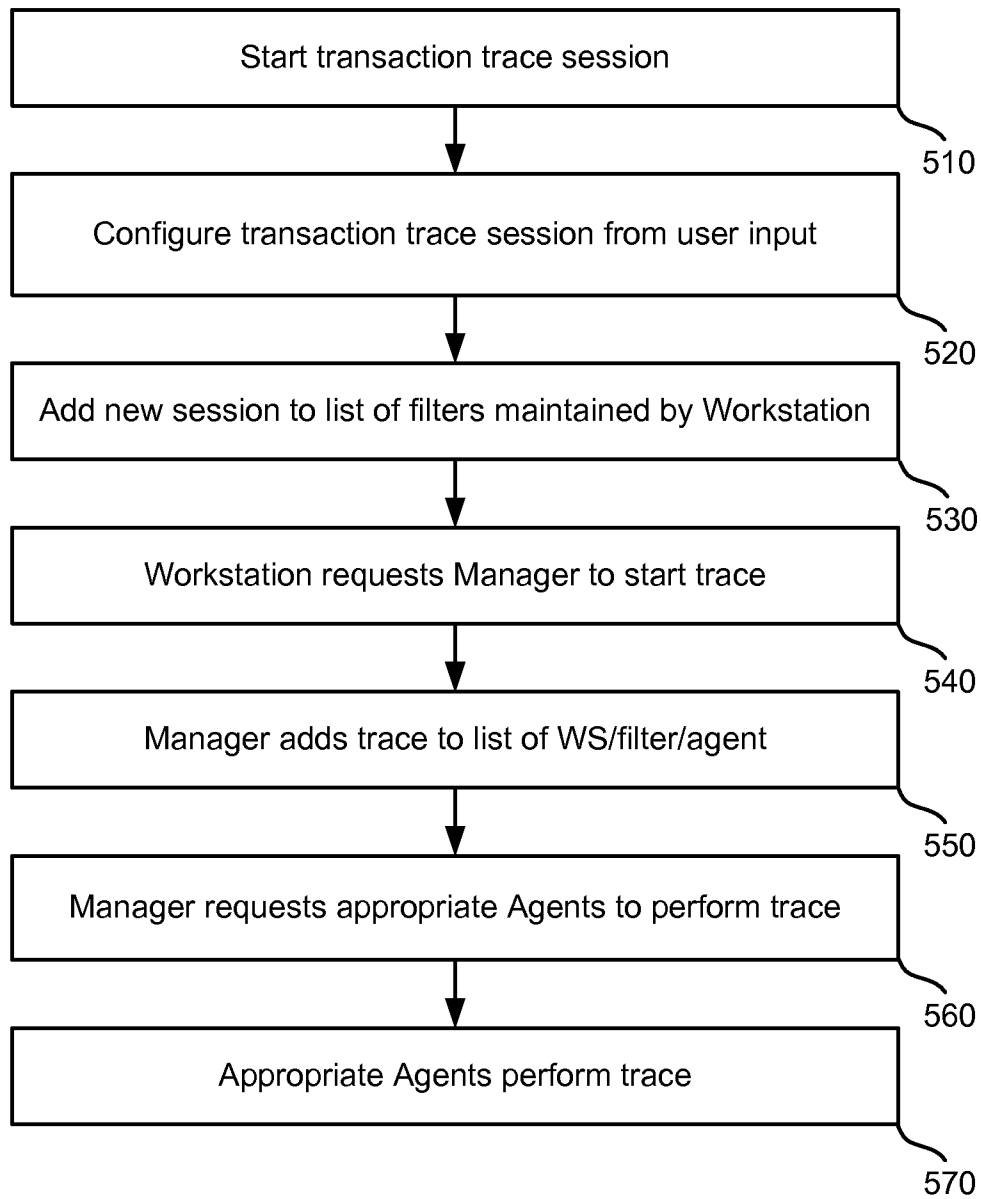 Start transaction trace session
510
Configure transaction trace session from user input
520
Add new session to list of filters maintained by Workstation
530
Workstation requests Manager to start trace
540
Manager adds trace to list of WS/filter/agent
550
Manager requests appropriate Agents to perform trace
560
Appropriate Agents perform trace
570